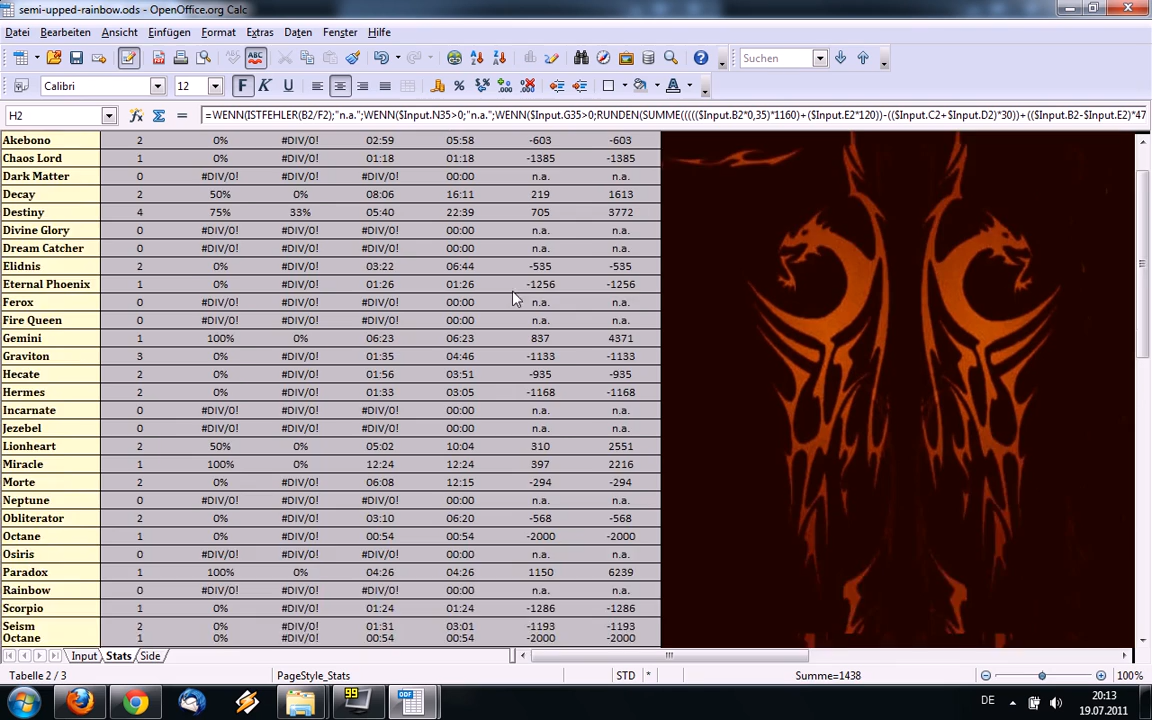 semi-upped-rainbow.ods - OpenOffice.org Calc
Datei Bearbeiten Ansicht Einfügen Format Extras Daten Fenster Hilfe
ABC Suchen
Calibri 12 F K U A
H2 =WENN(ISTFEHLER(B2/F2);"n.a.";WENN($Input.N35>0;"n.a.";WENN($Input.G35>0;RUNDEN(SUMME(((((($Input.B2*0,35)*1160)+($Input.E2*120))-(($Input.C2+$Input.D2)*30))+(($Input.B2-$Input.E2)*47
Akebono 2 0% #DIV/0! 02:59 05:58 -603 -603
Chaos Lord 1 0% #DIV/0! 01:18 01:18 -1385 -1385
Dark Matter 0 #DIV/0! #DIV/0! #DIV/0! 00:00 n.a. n.a.
Decay 2 50% 0% 08:06 16:11 219 1613
Destiny 4 75% 33% 05:40 22:39 705 3772
Divine Glory 0 #DIV/0! #DIV/0! #DIV/0! 00:00 n.a. n.a.
Dream Catcher 0 #DIV/0! #DIV/0! #DIV/0! 00:00 n.a. n.a.
Elidnis 2 0% #DIV/0! 03:22 06:44 -535 -535
Eternal Phoenix 1 0% #DIV/0! 01:26 01:26 -1256 -1256
Ferox 0 #DIV/0! #DIV/0! #DIV/0! 00:00 n.a. n.a.
Fire Queen 0 #DIV/0! #DIV/0! #DIV/0! 00:00 n.a. n.a.
Gemini 1 100% 0% 06:23 06:23 837 4371
Graviton 3 0% #DIV/0! 01:35 04:46 -1133 -1133
Hecate 2 0% #DIV/0! 01:56 03:51 -935 -935
Hermes 2 0% #DIV/0! 01:33 03:05 -1168 -1168
Incarnate 0 #DIV/0! #DIV/0! #DIV/0! 00:00 n.a. n.a.
Jezebel 0 #DIV/0! #DIV/0! #DIV/0! 00:00 n.a. n.a.
Lionheart 2 50% 0% 05:02 10:04 310 2551
Miracle 1 100% 0% 12:24 12:24 397 2216
Morte 2 0% #DIV/0! 06:08 12:15 -294 -294
Neptune 0 #DIV/0! #DIV/0! #DIV/0! 00:00 n.a. n.a.
Obliterator 2 0% #DIV/0! 03:10 06:20 -568 -568
Octane 1 0% #DIV/0! 00:54 00:54 -2000 -2000
Osiris 0 #DIV/0! #DIV/0! #DIV/0! 00:00 n.a. n.a.
Paradox 1 100% 0% 04:26 04:26 1150 6239
Rainbow 0 #DIV/0! #DIV/0! #DIV/0! 00:00 n.a. n.a.
Scorpio 1 0% #DIV/0! 01:24 01:24 -1286 -1286
Seism 2 0% #DIV/0! 01:31 03:01 -1193 -1193
Octane 1 0% #DIV/0! 00:54 00:54 -2000 -2000
Input Stats Side
Tabelle 2 / 3 PageStyle_Stats STD * Summe=1438 100%
99 ODF DE 20:13
19.07.2011